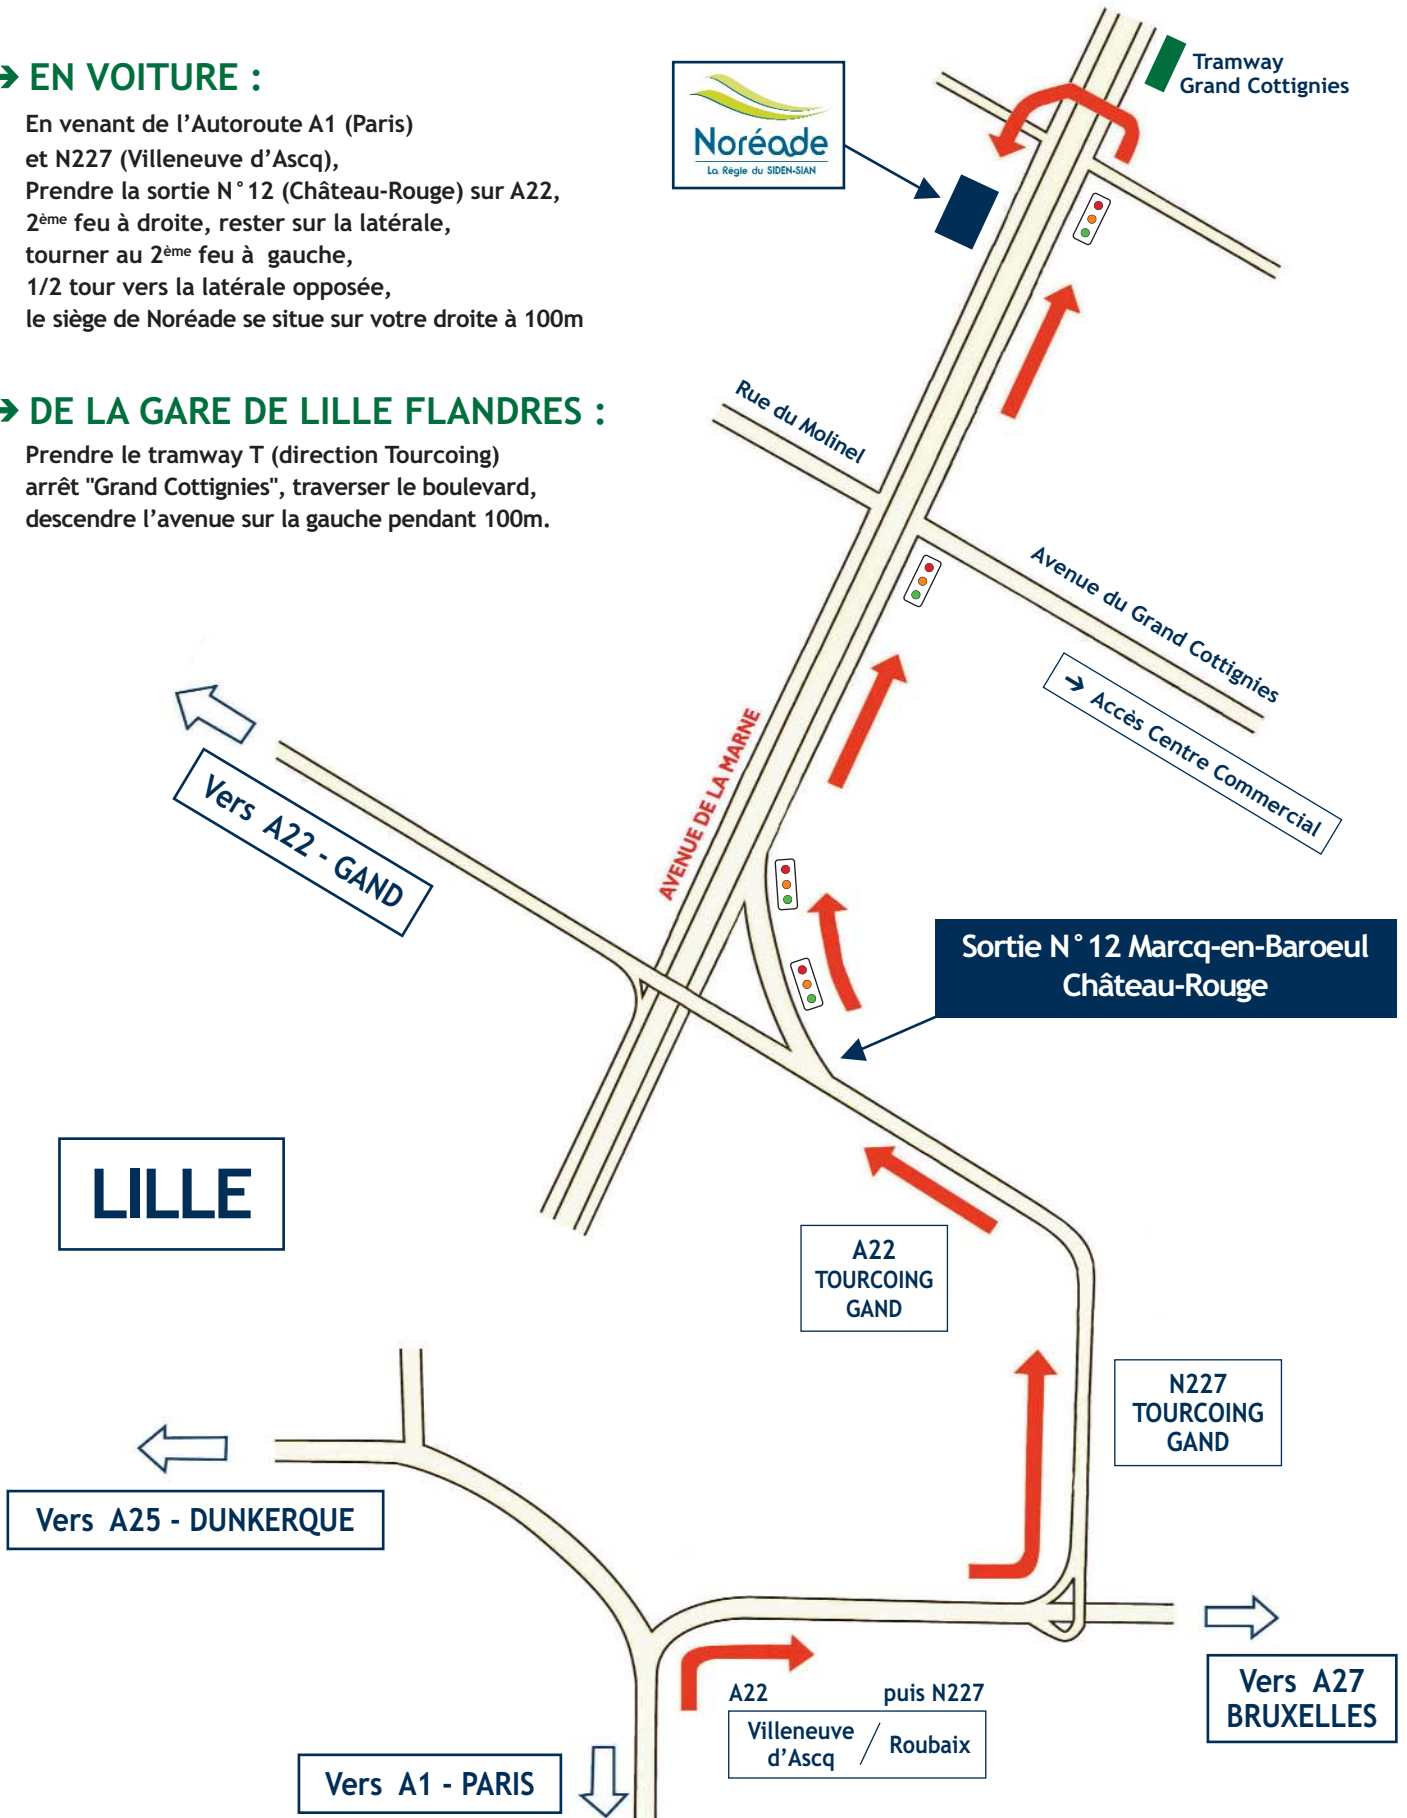 ➔ EN VOITURE :
En venant de l’Autoroute A1 (Paris)
et N227 (Villeneuve d’Ascq),
Prendre la sortie N°12 (Château-Rouge) sur A22,
2ème feu à droite, rester sur la latérale,
tourner au 2ème feu à gauche,
1/2 tour vers la latérale opposée,
le siège de Noréade se situe sur votre droite à 100m
➔ DE LA GARE DE LILLE FLANDRES :
Prendre le tramway T (direction Tourcoing)
arrêt "Grand Cottignies", traverser le boulevard,
descendre l’avenue sur la gauche pendant 100m.
Noréade
La Régie du SIDEN-SIAN
Tramway
Grand Cottignies
Rue du Molinel
Avenue du Grand Cottignies
➔ Accès Centre Commercial
AVENUE DE LA MARNE
Vers A22 - GAND
Sortie N°12 Marcq-en-Baroeul
Château-Rouge
LILLE
A22
TOURCOING
GAND
N227
TOURCOING
GAND
Vers A25 - DUNKERQUE
A22 puis N227
Villeneuve
d’Ascq / Roubaix
Vers A27
BRUXELLES
Vers A1 - PARIS